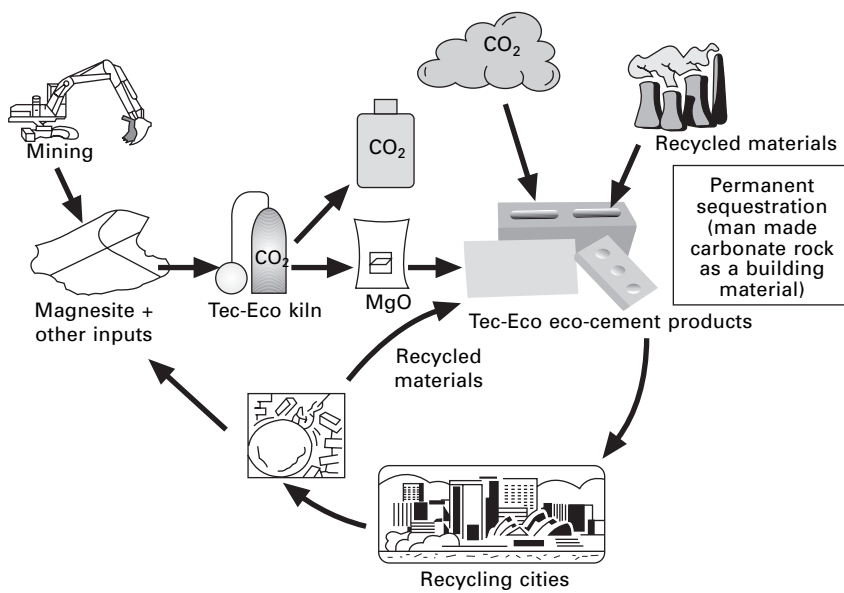 CO2
Mining
CO2
Recycled materials
Permanent
sequestration
(man made
carbonate rock
as a building
material)
CO2
Magnesite +
other inputs
Tec-Eco kiln
MgO
Tec-Eco eco-cement products
Recycled
materials
Recycling cities